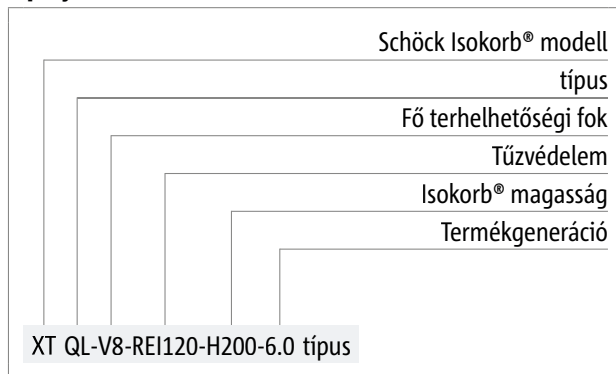 Schöck Isokorb® modell
típus
Fő terhelhetőségi fok
Tűzvédelem
Isokorb® magasság
Termékgeneráció
XT QL-V8-REI120-H200-6.0 típus